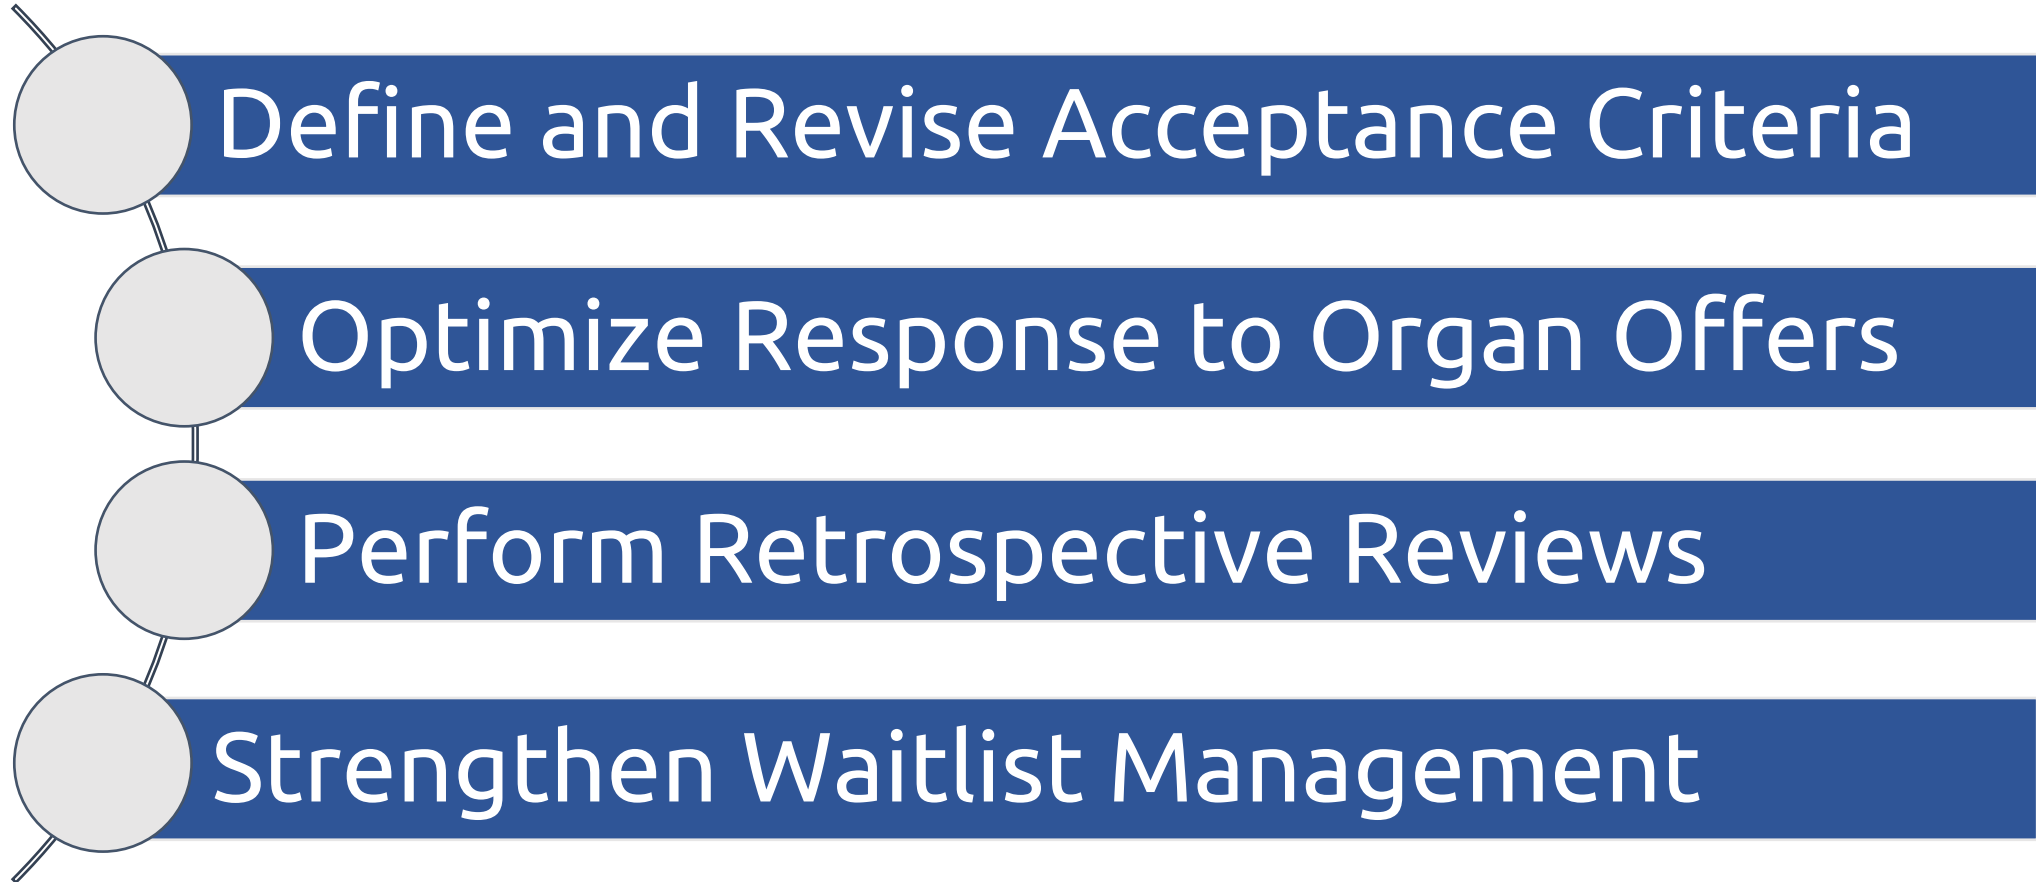 Define and Revise Acceptance Criteria
Optimize Response to Organ Offers
Perform Retrospective Reviews
Strengthen Waitlist Management